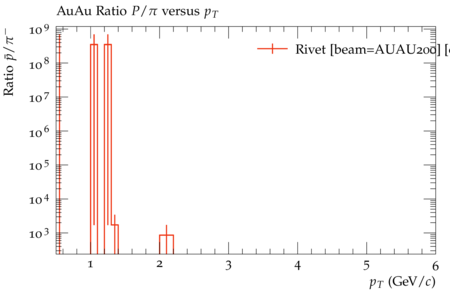 AuAu Ratio P/π versus p_T
Ratio p̄/π⁻
Rivet [beam=AUAU200]
10⁹
10⁸
10⁷
10⁶
10⁵
10⁴
10³
1 2 3 4 5 6
p_T (GeV/c)